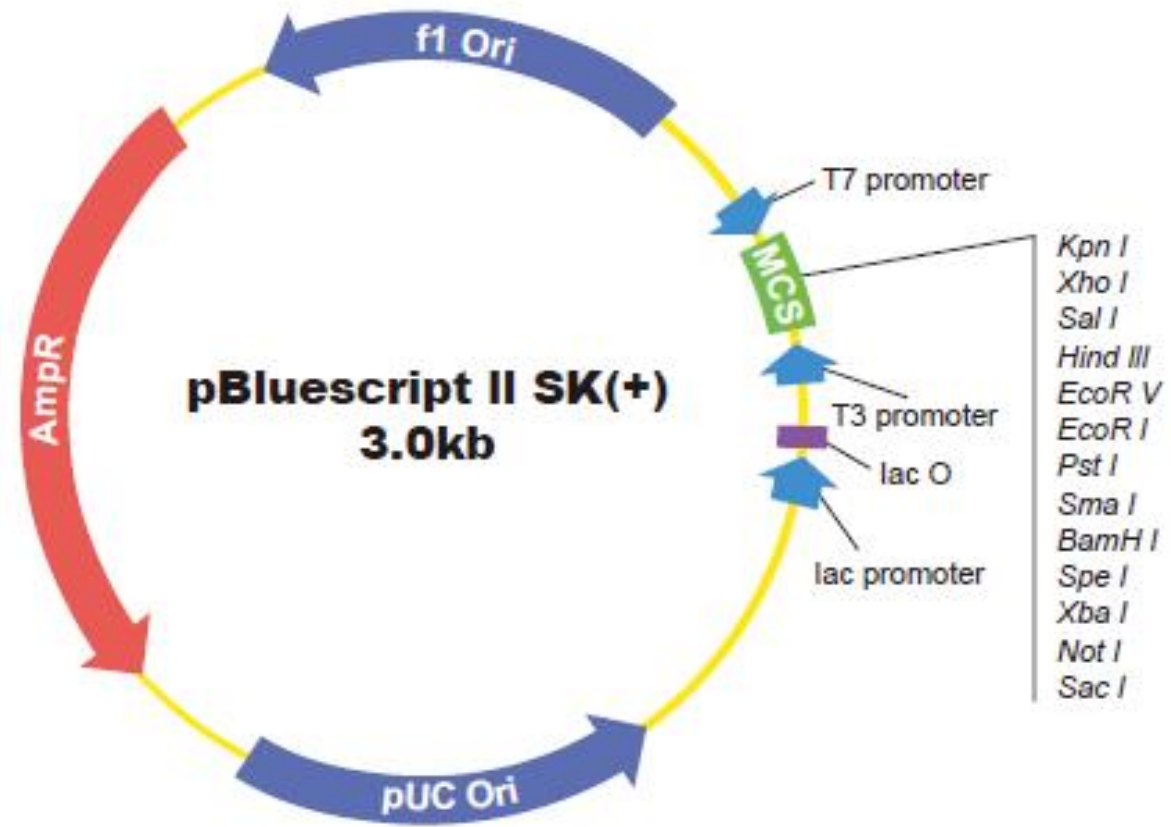 f1 Ori
T7 promoter
MCS
Kpn I
Xho I
Sal I
Hind III
EcoR V
EcoR I
Pst I
Sma I
BamH I
Spe I
Xba I
Not I
Sac I
AmpR
pBluescript II SK(+)
3.0kb
T3 promoter
lac O
lac promoter
pUC Ori